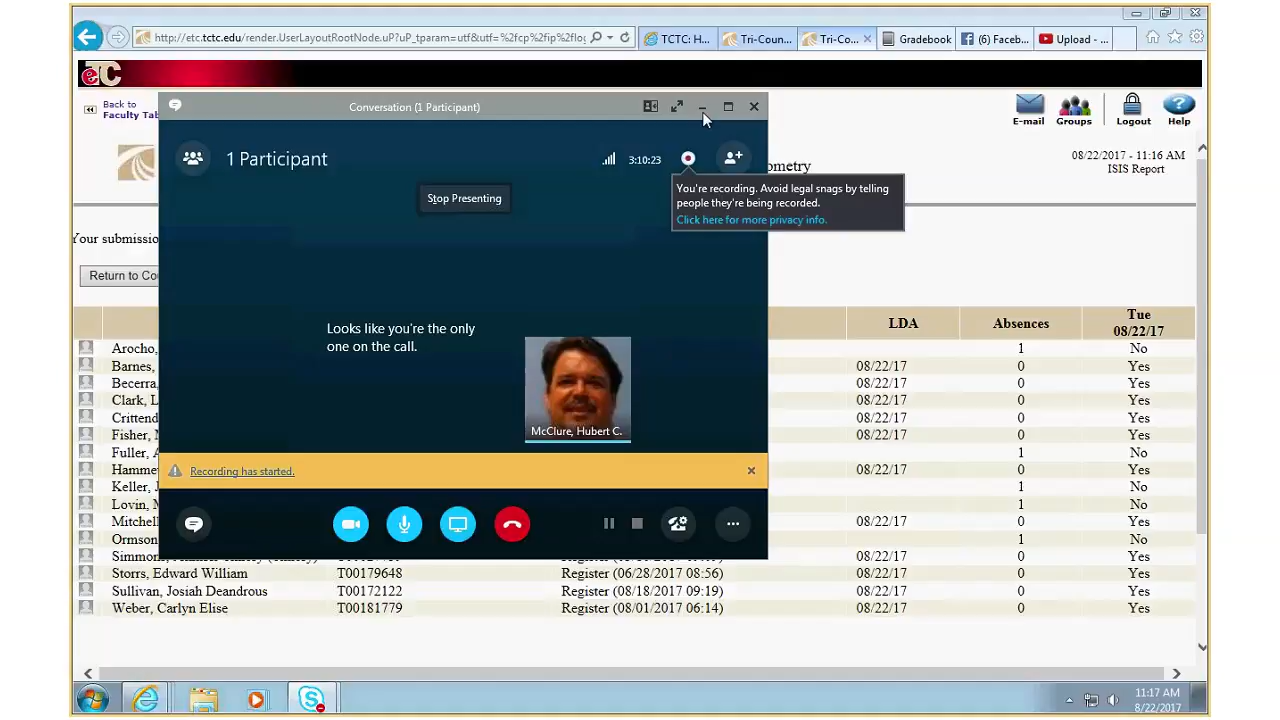 http://etc.tctc.edu/render.UserLayoutRootNode.uP?uP_tparam=utf&utf=%2fcp%2fip%2flog
TCTC: H...
Tri-Coun...
Tri-Co...
Gradebook
(6) Faceb...
Upload - ...
eTC
Back to
Faculty Tab
Conversation (1 Participant)
E-mail
Groups
Logout
Help
1 Participant
3:10:23
ometry
08/22/2017 - 11:16 AM
ISIS Report
You're recording. Avoid legal snags by telling
people they're being recorded.
Click here for more privacy info.
Stop Presenting
Your submissio
Return to Co
Looks like you're the only
one on the call.
McClure, Hubert C.
Recording has started.
LDA Absences Tue
08/22/17
Arocho, 1 No
Barnes, 08/22/17 0 Yes
Becerra, 08/22/17 0 Yes
Clark, L 08/22/17 0 Yes
Crittend 08/22/17 0 Yes
Fisher, 08/22/17 0 Yes
Fuller, A 1 No
Hamme 08/22/17 0 Yes
Keller, 1 No
Lovin, 1 No
Mitchell 08/22/17 0 Yes
Ormson 1 No
Simmo 08/22/17 0 Yes
Storrs, Edward William T00179648 Register (06/28/2017 08:56) 08/22/17 0 Yes
Sullivan, Josiah Deandrous T00172122 Register (08/18/2017 09:19) 08/22/17 0 Yes
Weber, Carlyn Elise T00181779 Register (08/01/2017 06:14) 08/22/17 0 Yes
11:17 AM
8/22/2017